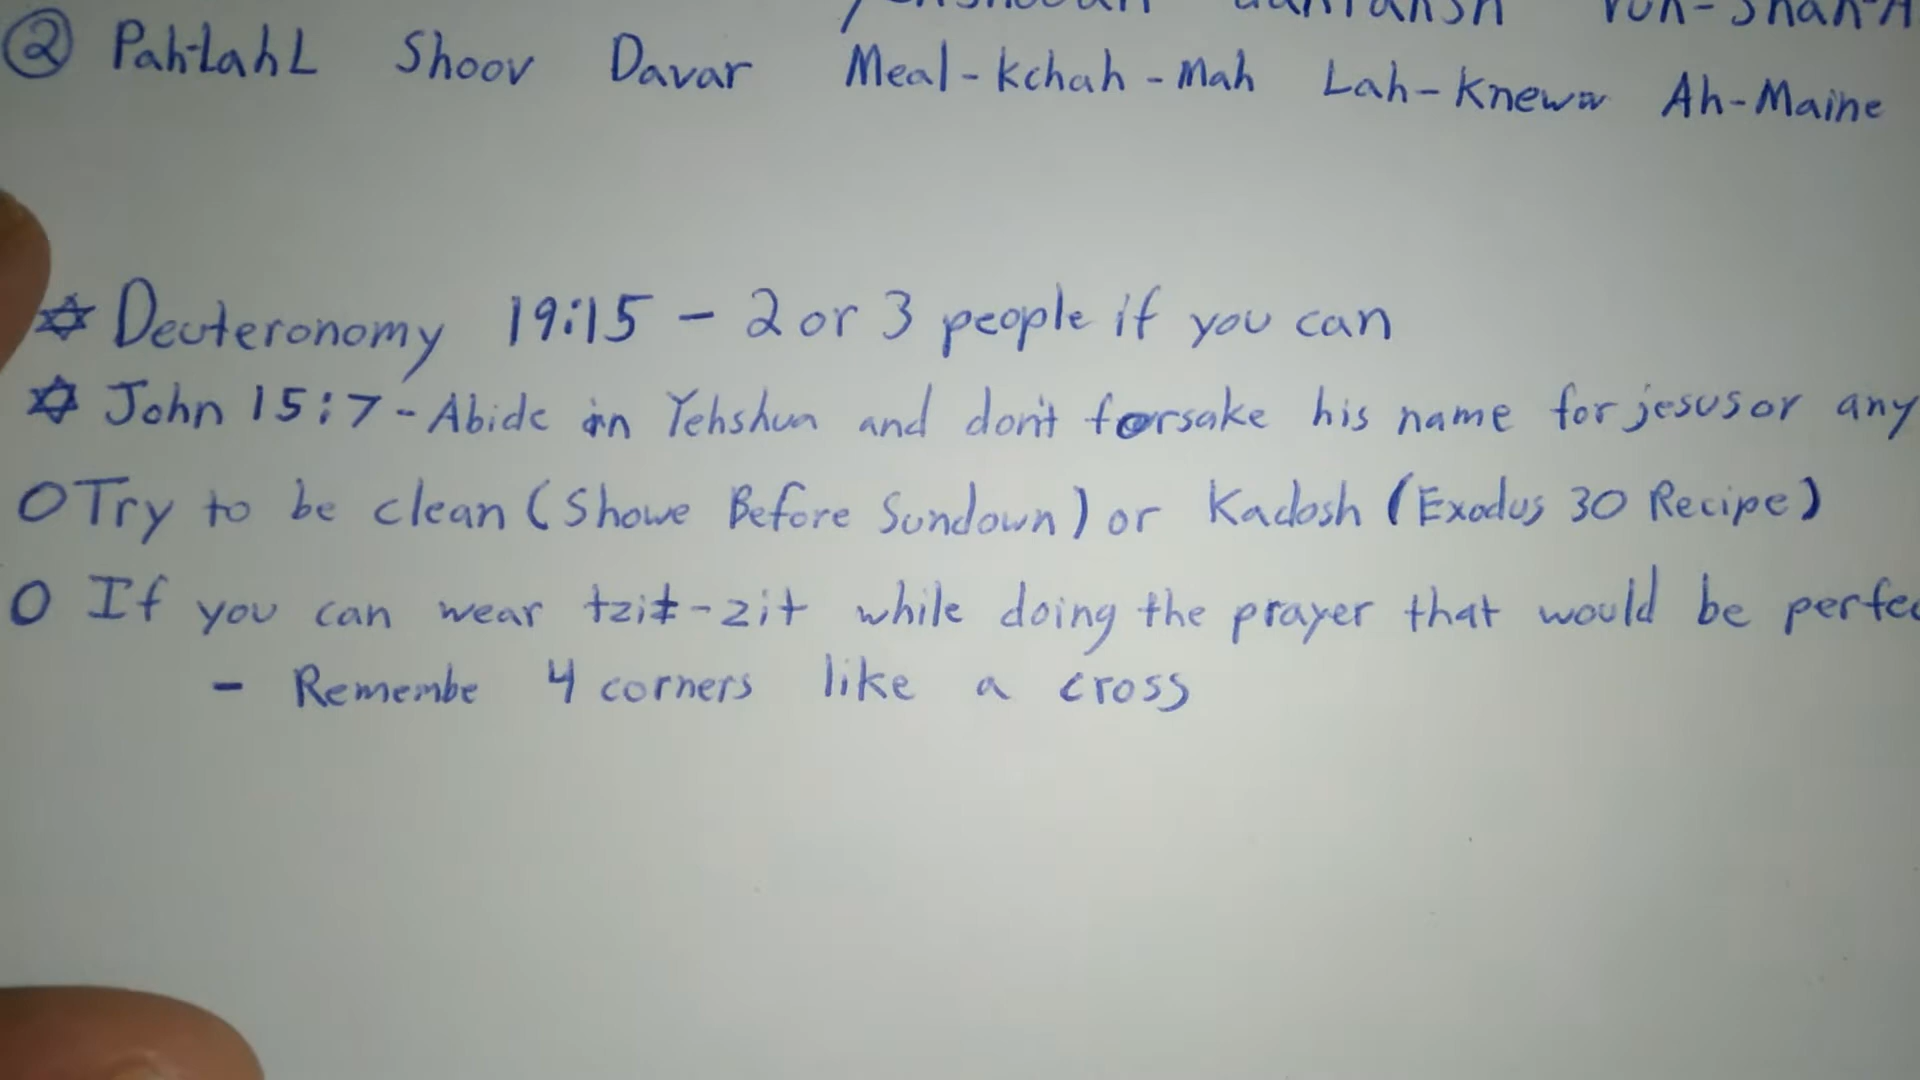 ② Pah-Lahl Shoov Davar Meal-kchah-mah Lah-knew Ah-Maine
✡ Deuteronomy 19:15 - 2 or 3 people if you can
✡ John 15:7 - Abide in Yehshua and don't forsake his name for jesus or any
O Try to be clean (Showe Before Sundown) or Kadosh (Exodus 30 Recipe)
O If you can wear tzit-zit while doing the prayer that would be perfec
- Remembe 4 corners like a cross